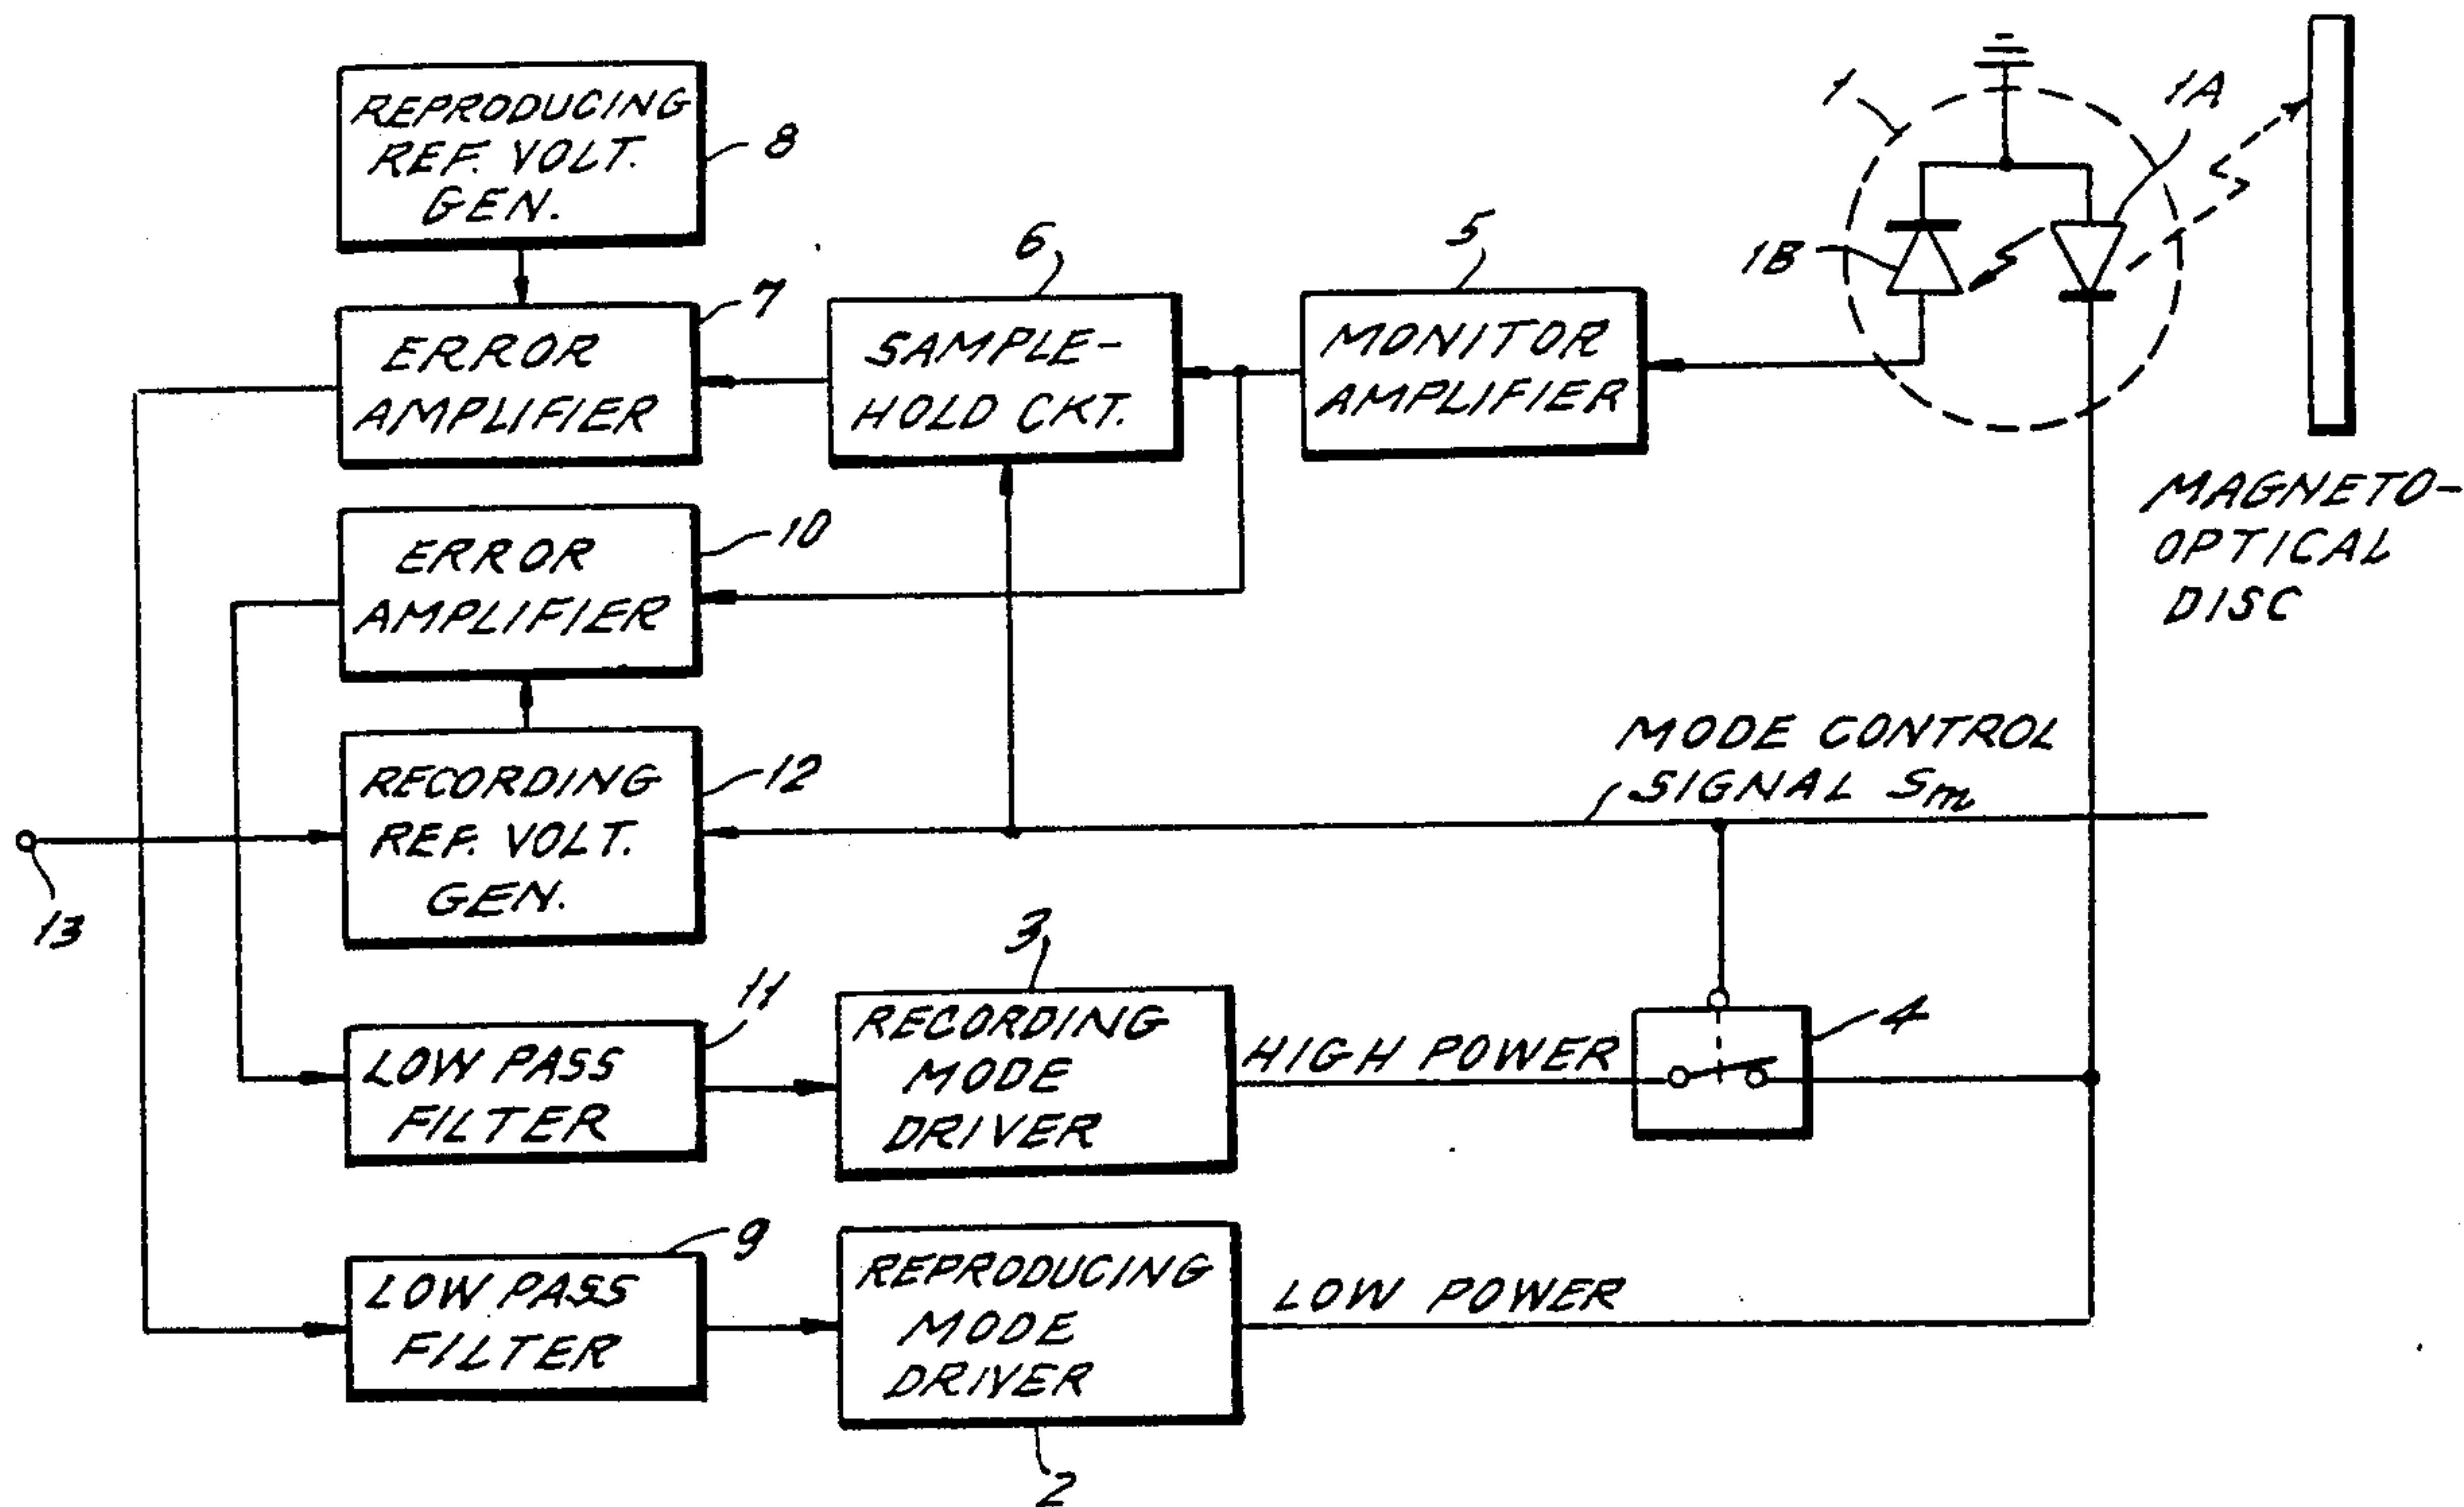 REPRODUCING
REF. VOLT.
GEN.
8
1
1A
1B
ERROR
AMPLIFIER
7
SAMPLE-
HOLD CKT.
6
MONITOR
AMPLIFIER
5
MAGNETO-
OPTICAL
DISC
ERROR
AMPLIFIER
10
RECORDING
REF. VOLT.
GEN.
12
13
MODE CONTROL
SIGNAL Sm
LOW PASS
FILTER
11
RECORDING
MODE
DRIVER
3
HIGH POWER
4
LOW PASS
FILTER
9
REPRODUCING
MODE
DRIVER
2
LOW POWER